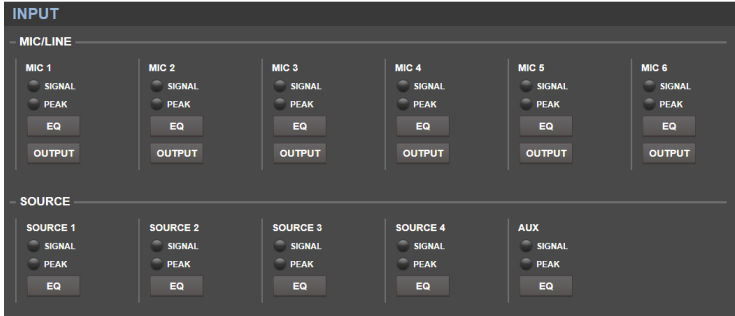 INPUT
MIC/LINE
MIC 1 MIC 2 MIC 3 MIC 4 MIC 5 MIC 6
SIGNAL SIGNAL SIGNAL SIGNAL SIGNAL SIGNAL
PEAK PEAK PEAK PEAK PEAK PEAK
EQ EQ EQ EQ EQ EQ
OUTPUT OUTPUT OUTPUT OUTPUT OUTPUT OUTPUT
SOURCE
SOURCE 1 SOURCE 2 SOURCE 3 SOURCE 4 AUX
SIGNAL SIGNAL SIGNAL SIGNAL SIGNAL
PEAK PEAK PEAK PEAK PEAK
EQ EQ EQ EQ EQ